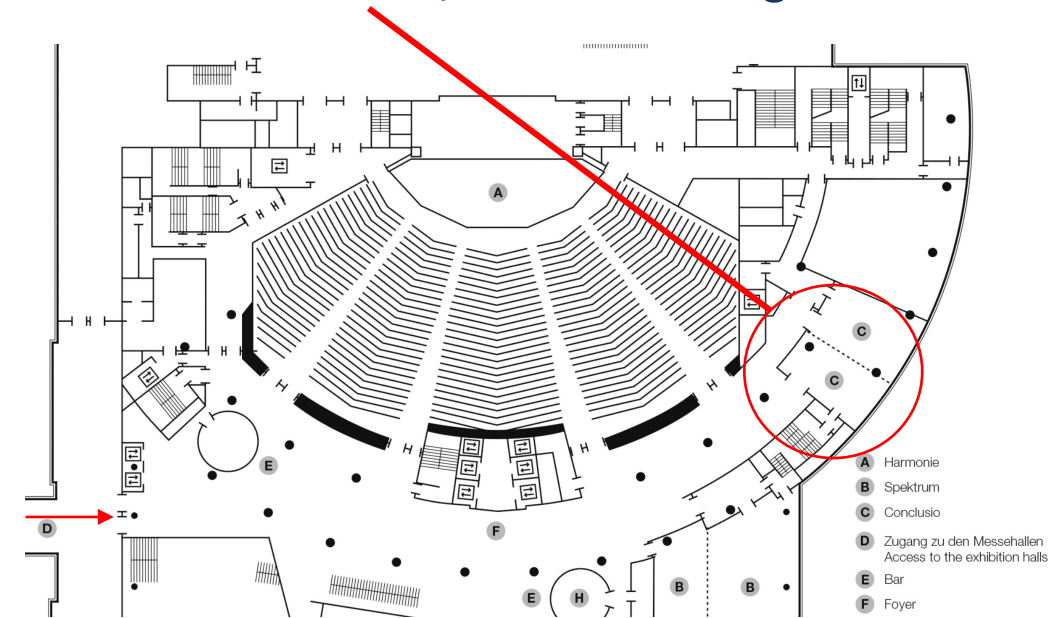 A
C
C
E
D
F
E
H
B
B
A Harmonie
B Spektrum
C Conclusio
D Zugang zu den Messehallen
Access to the exhibition halls
E Bar
F Foyer